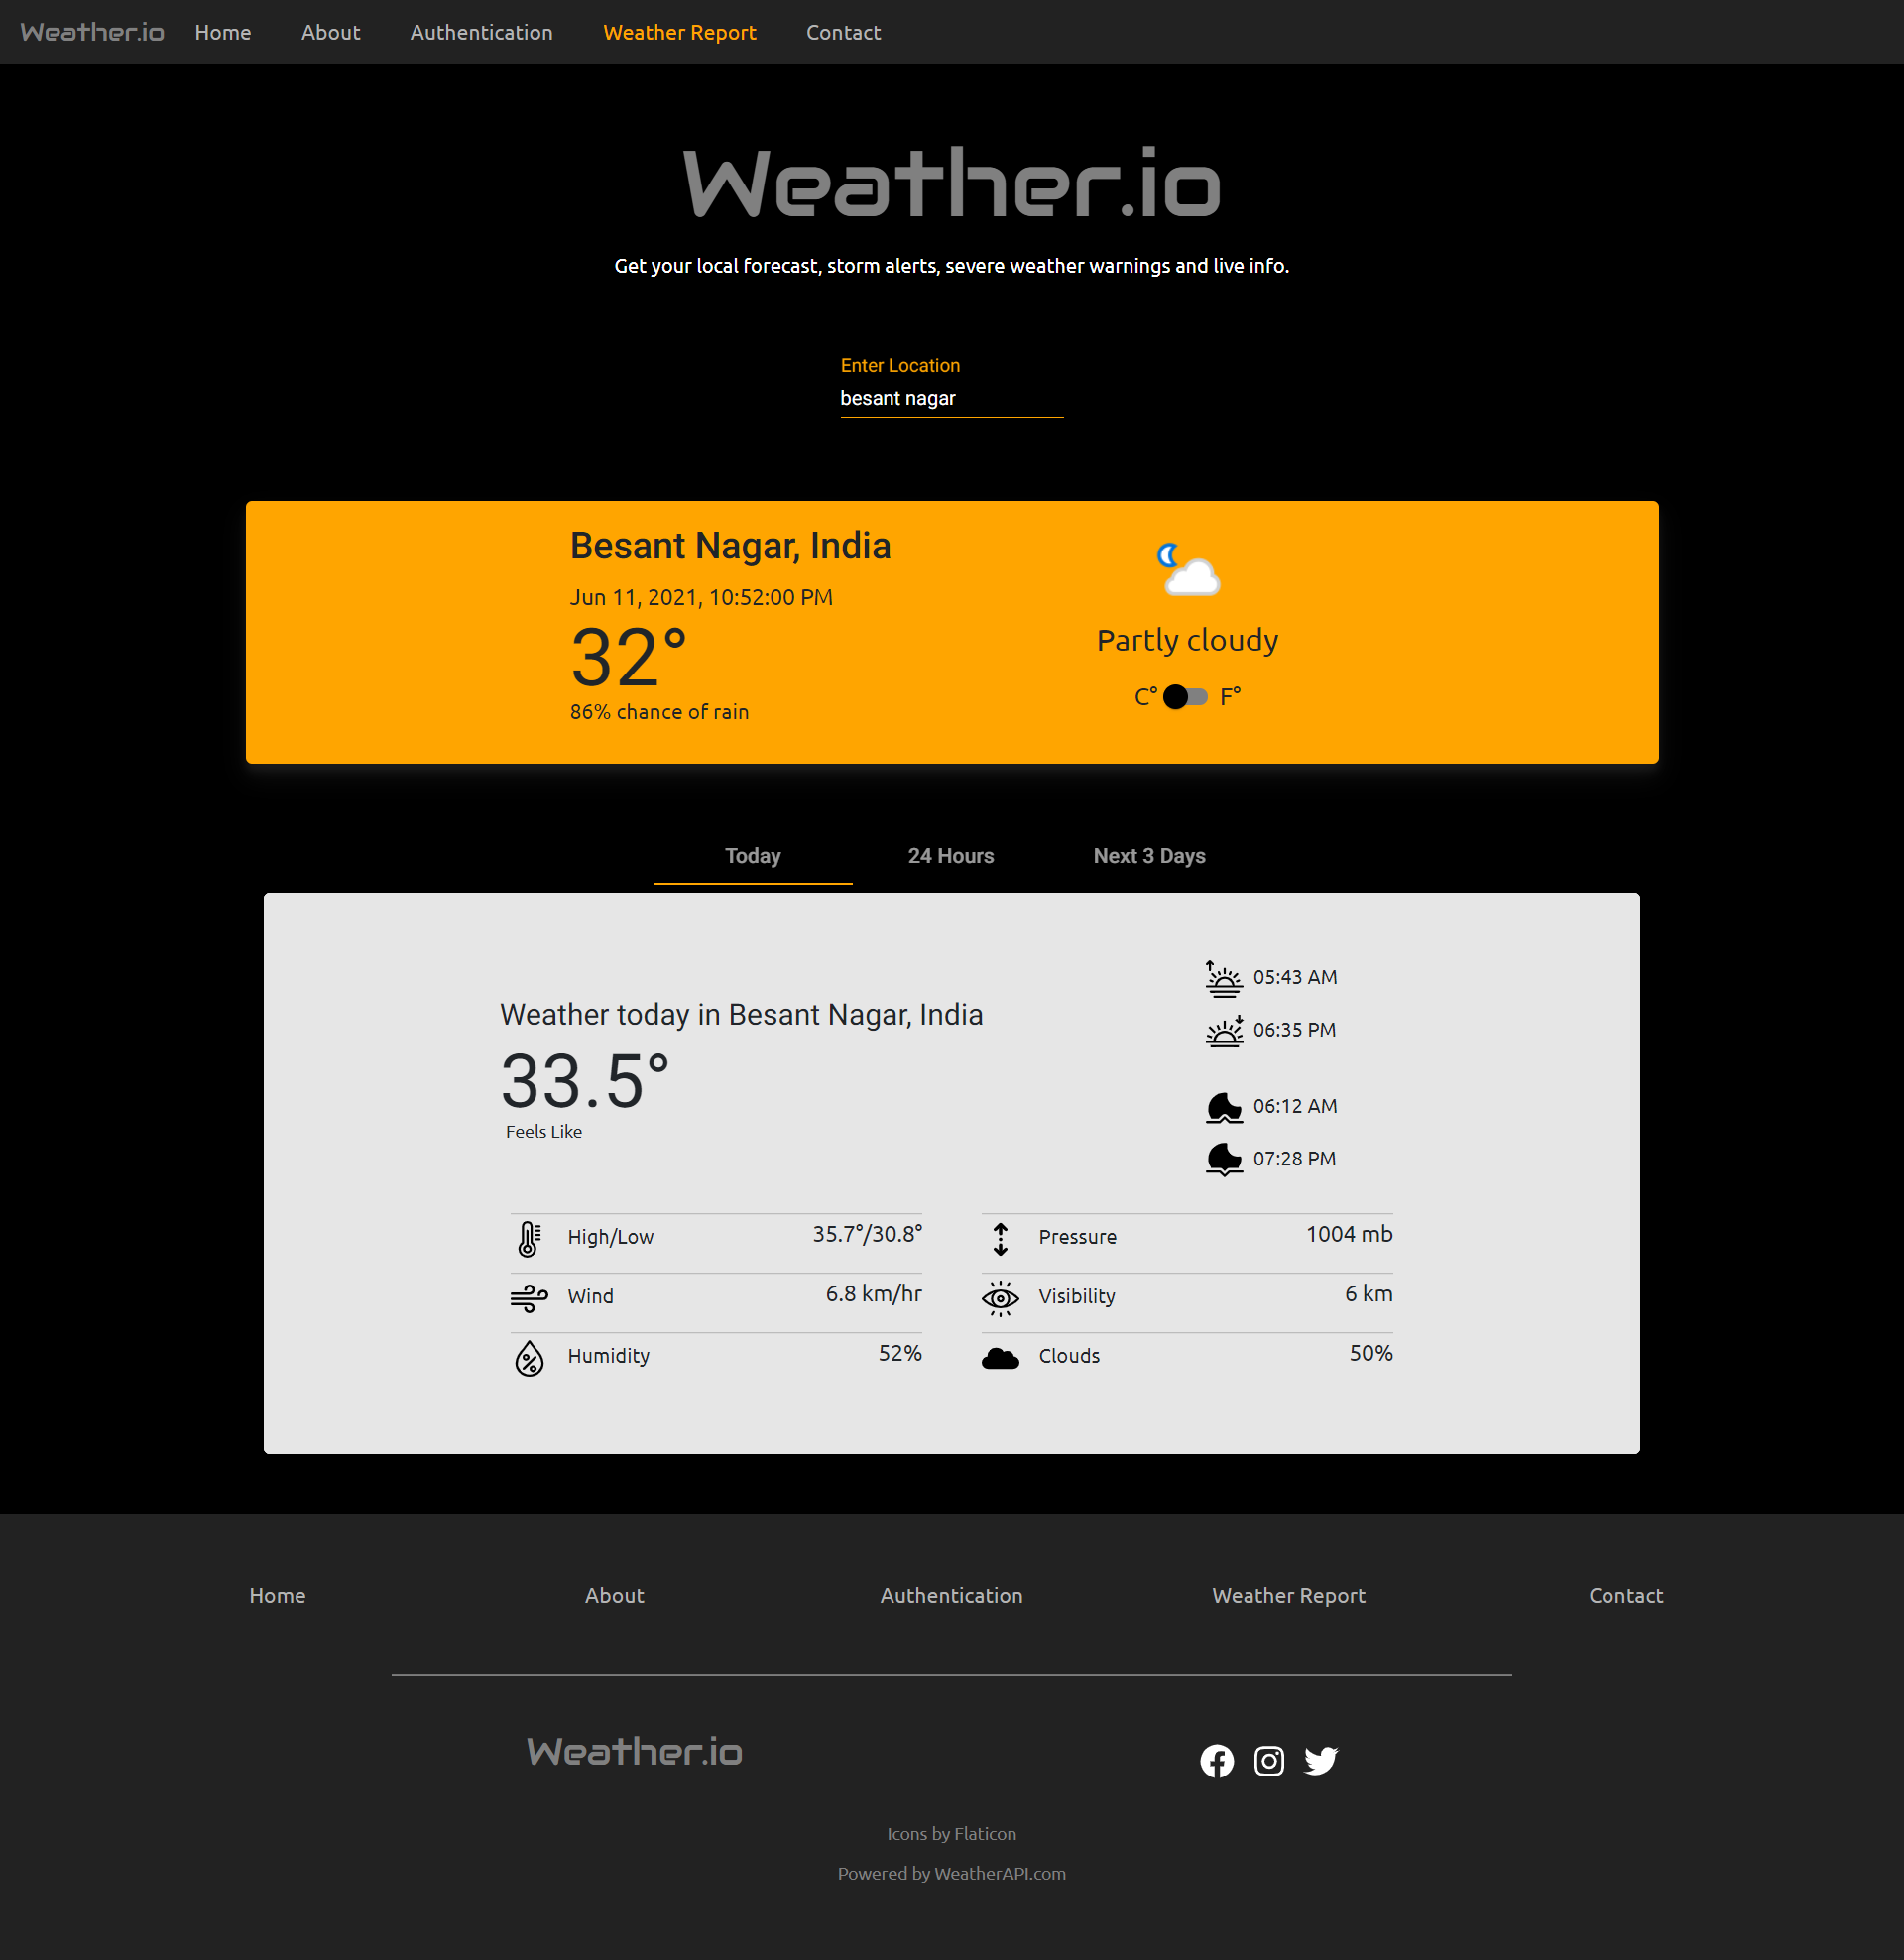 Weather.io Home About Authentication Weather Report Contact
Weather.io
Get your local forecast, storm alerts, severe weather warnings and live info.
Enter Location
besant nagar
Besant Nagar, India
Jun 11, 2021, 10:52:00 PM
32°
86% chance of rain
Partly cloudy
C° F°
Today 24 Hours Next 3 Days
Weather today in Besant Nagar, India
33.5°
Feels Like
05:43 AM
06:35 PM
06:12 AM
07:28 PM
High/Low 35.7°/30.8°
Wind 6.8 km/hr
Humidity 52%
Pressure 1004 mb
Visibility 6 km
Clouds 50%
Home About Authentication Weather Report Contact
Weather.io
Icons by Flaticon
Powered by WeatherAPI.com